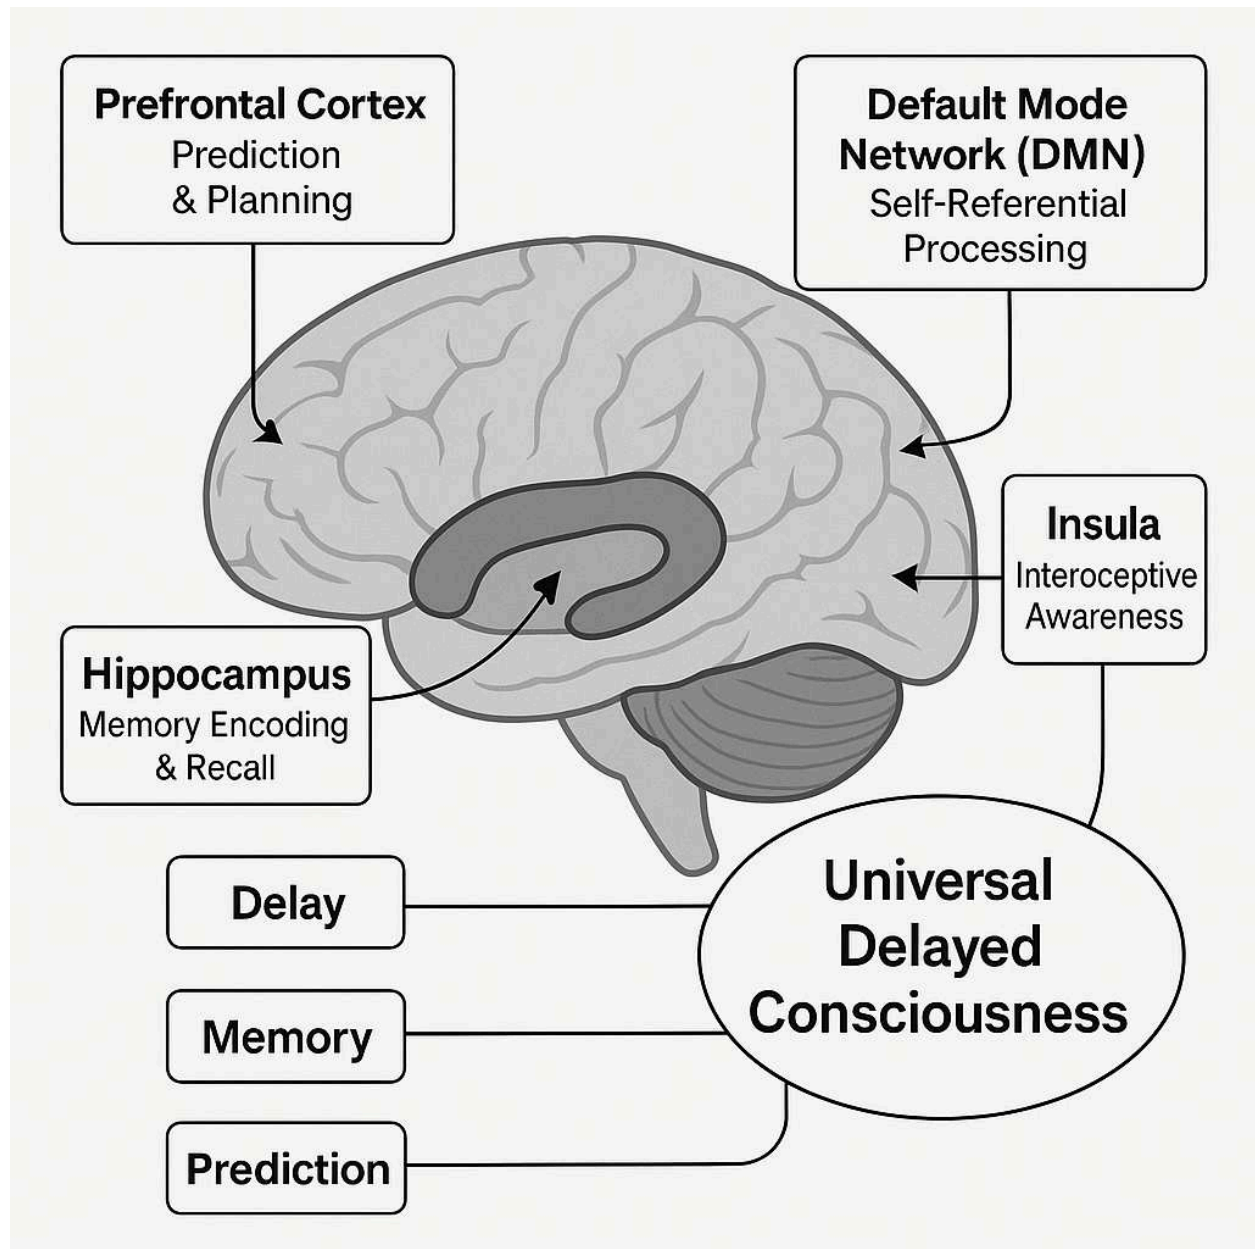 Prefrontal Cortex
Prediction
& Planning
Default Mode
Network (DMN)
Self-Referential
Processing
Insula
Interoceptive
Awareness
Hippocampus
Memory Encoding
& Recall
Delay
Memory
Prediction
Universal
Delayed
Consciousness